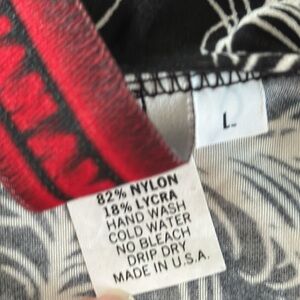 L
82% NYLON
18% LYCRA
HAND WASH
COLD WATER
NO BLEACH
DRIP DRY
MADE IN U.S.A.